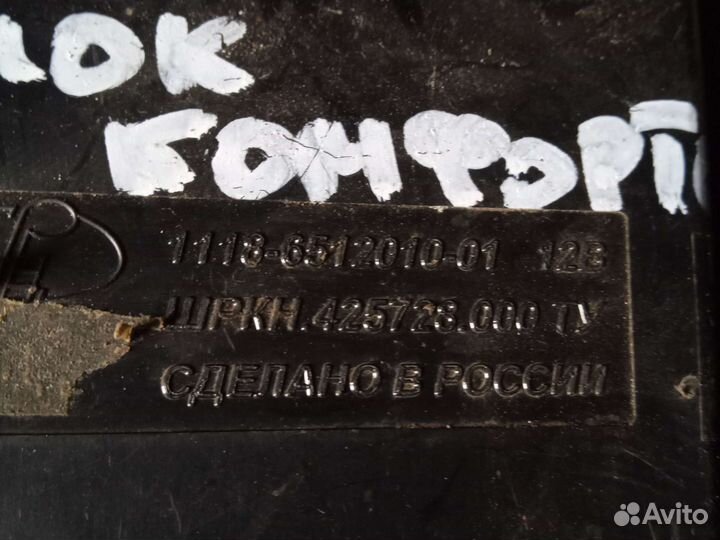 лок
комфорт
1118-6512010-01 12В
ШРКН.425728.000 ТУ
СДЕЛАНО В РОССИИ
Avito